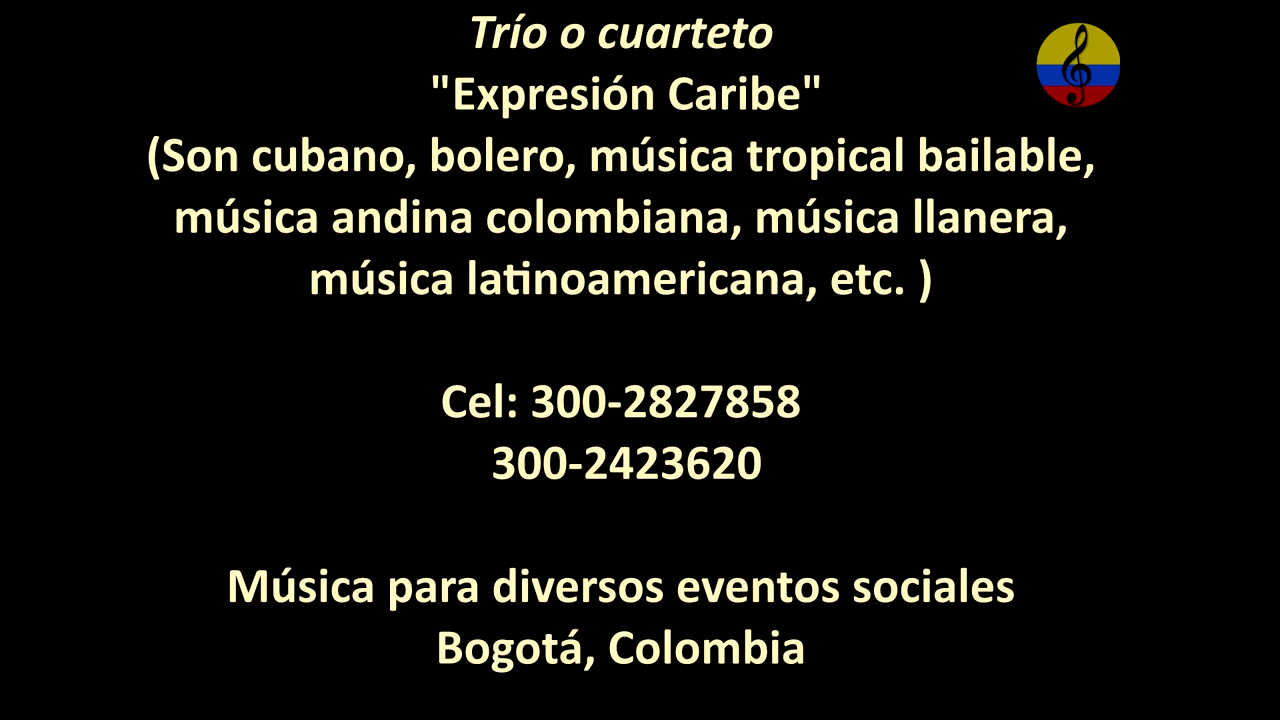 Trío o cuarteto
"Expresión Caribe"
(Son cubano, bolero, música tropical bailable,
música andina colombiana, música llanera,
música latinoamericana, etc. )
Cel: 300-2827858
300-2423620
Música para diversos eventos sociales
Bogotá, Colombia